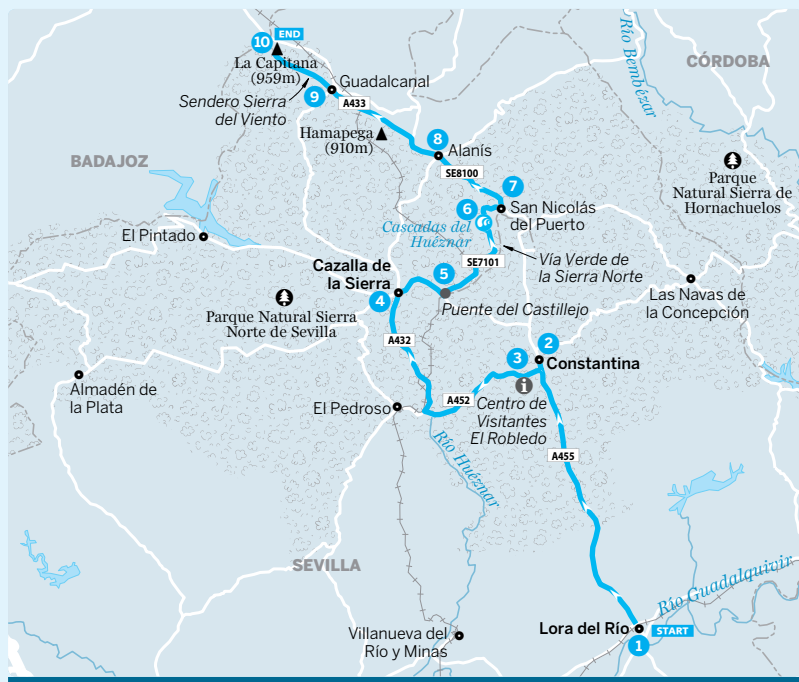 10
END
La Capitana
(959m)
Sendero Sierra
del Viento
9
Guadalcanal
A433
Hamapega
(910m)
8
Alanís
SE8100
7
San Nicolás
del Puerto
6
Cascadas del
Huéznar
Vía Verde de
la Sierra Norte
SE7101
Río Bembézar
CÓRDOBA
Parque
Natural Sierra de
Hornachuelos
BADAJOZ
El Pintado
Cazalla de
la Sierra
4
5
Puente del Castillejo
Las Navas de
la Concepción
Parque Natural Sierra
Norte de Sevilla
A432
Almadén de
la Plata
El Pedroso
A452
3
2
Constantina
Centro de
Visitantes
El Robledo
Río Huéznar
A455
SEVILLA
Río Guadalquivir
Villanueva del
Río y Minas
Lora del Río
START
1